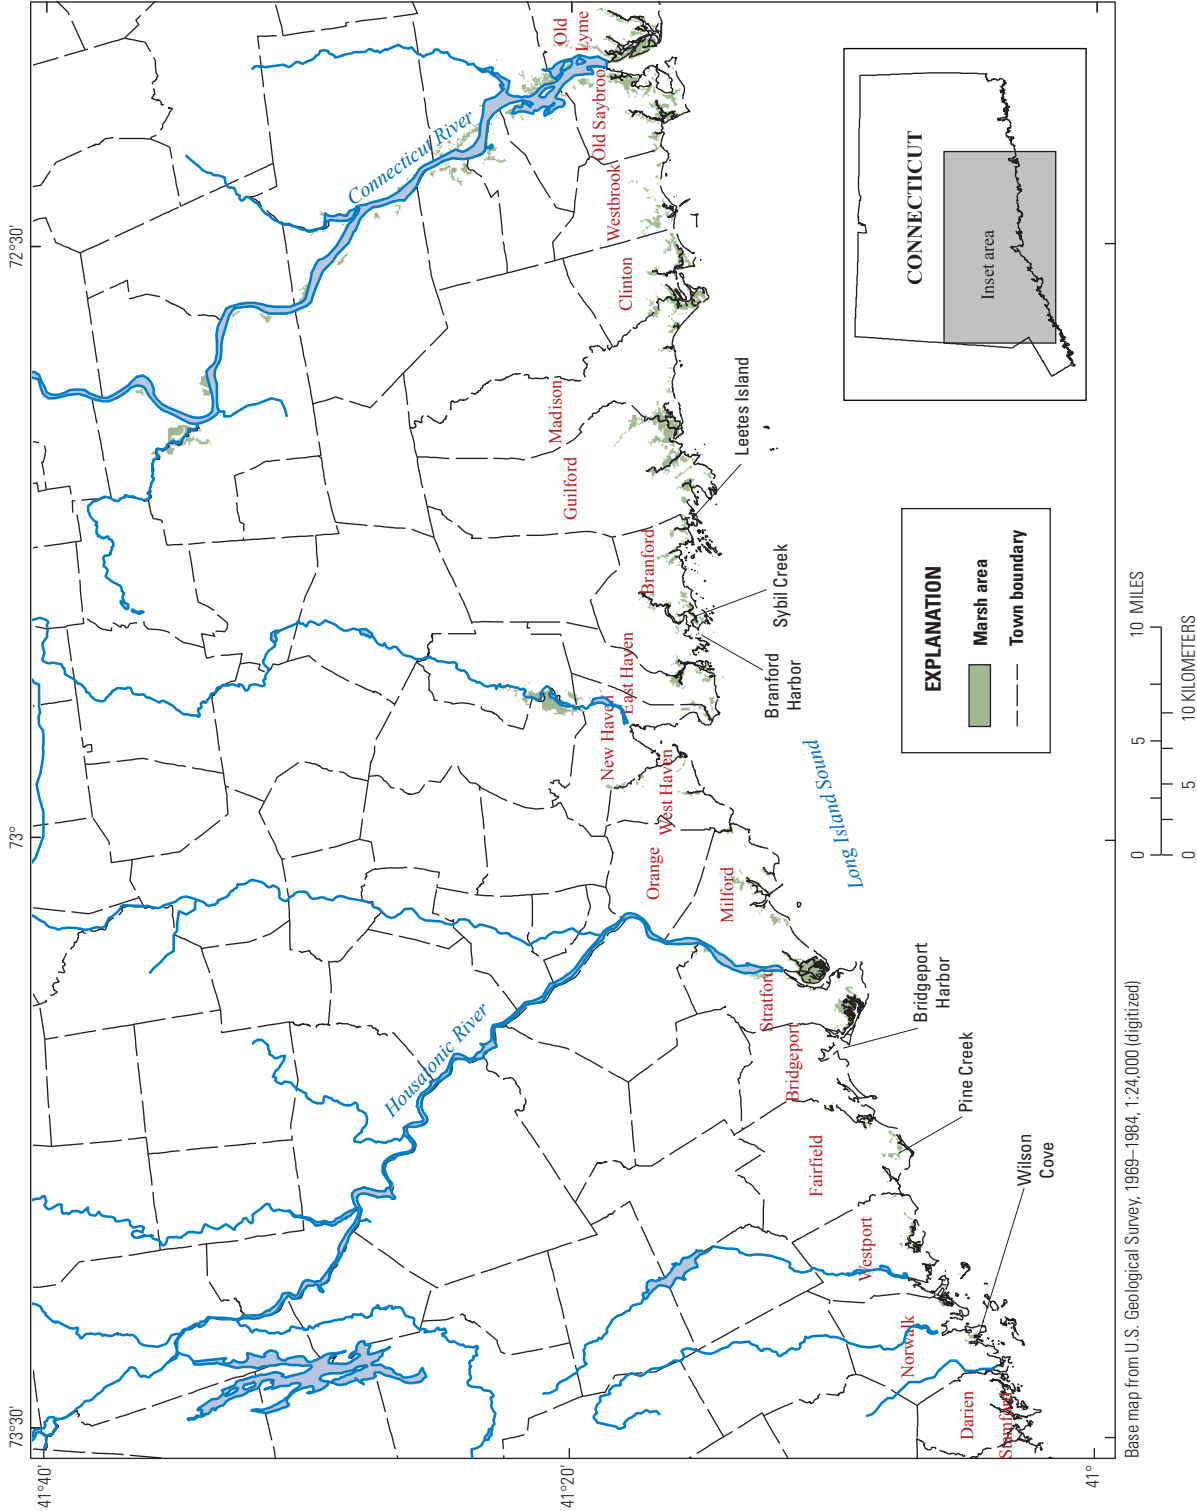 73°30'
73°
72°30'
41°40'
41°20'
41°
Housatonic River
Connecticut River
Long Island Sound
Stamford
Darien
Norwalk
Westport
Fairfield
Bridgeport
Stratford
Milford
Orange
West Haven
New Haven
East Haven
Branford
Guilford
Madison
Clinton
Westbrook
Old Saybroo
Old
Lyme
Wilson
Cove
Pine Creek
Bridgeport
Harbor
Branford
Harbor
Sybil Creek
Leetes Island
EXPLANATION
Marsh area
Town boundary
CONNECTICUT
Inset area
Base map from U.S. Geological Survey, 1969–1984, 1:24,000 (digitized)
0 5 10 MILES
0 5 10 KILOMETERS